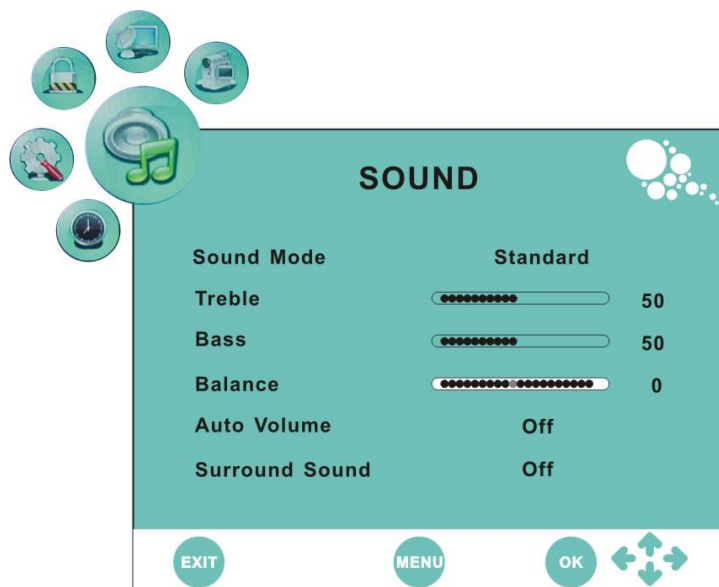 SOUND
Sound Mode Standard
Treble 50
Bass 50
Balance 0
Auto Volume Off
Surround Sound Off
EXIT MENU OK